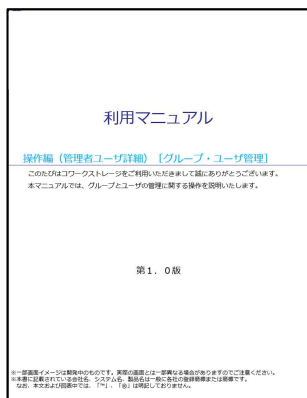 利用マニュアル
操作編（管理者ユーザ詳細）［グループ・ユーザ管理］
このたびはコワークストレージをご利用いただきまして誠にありがとうございます。
本マニュアルでは、グループとユーザの管理に関する操作を説明いたします。
第１．０版
※一部画面イメージは開発中のものです。実際の画面とは一部異なる場合がありますのでご注意ください。
※本書に記載されている会社名、システム名、製品名は一般に各社の登録商標または商標です。
なお、本文および図表中では、「™」、「®」は明記しておりません。